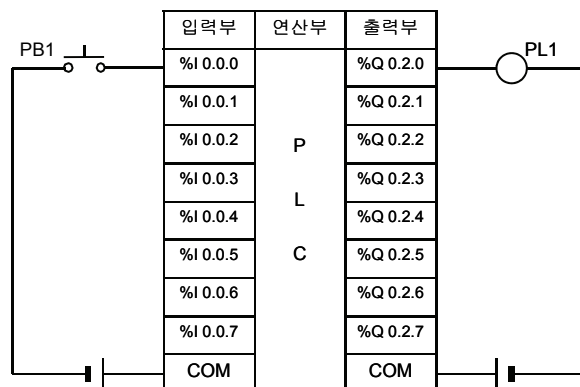 입력부 연산부 출력부
PB1 %I 0.0.0 %Q 0.2.0 PL1
%I 0.0.1 %Q 0.2.1
%I 0.0.2 P %Q 0.2.2
%I 0.0.3 %Q 0.2.3
%I 0.0.4 L %Q 0.2.4
%I 0.0.5 C %Q 0.2.5
%I 0.0.6 %Q 0.2.6
%I 0.0.7 %Q 0.2.7
COM COM